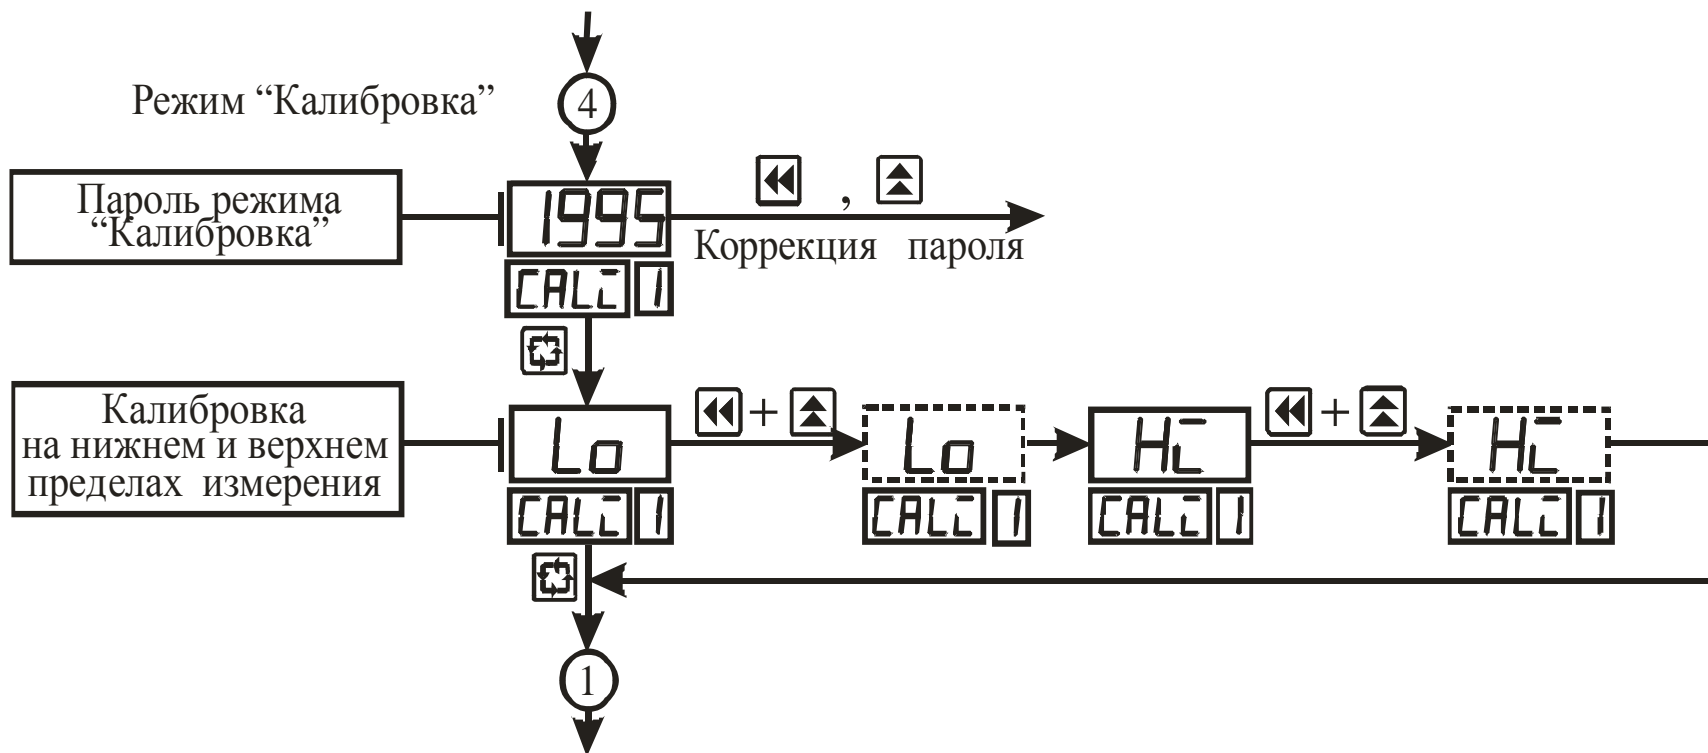 4
Режим “Калибровка”
Пароль режима
“Калибровка”
1995
,
Коррекция пароля
CALi 1
Калибровка
на нижнем и верхнем
пределах измерения
Lo + Lo Hi + Hi
CALi 1 CALi 1 CALi 1 CALi 1
1